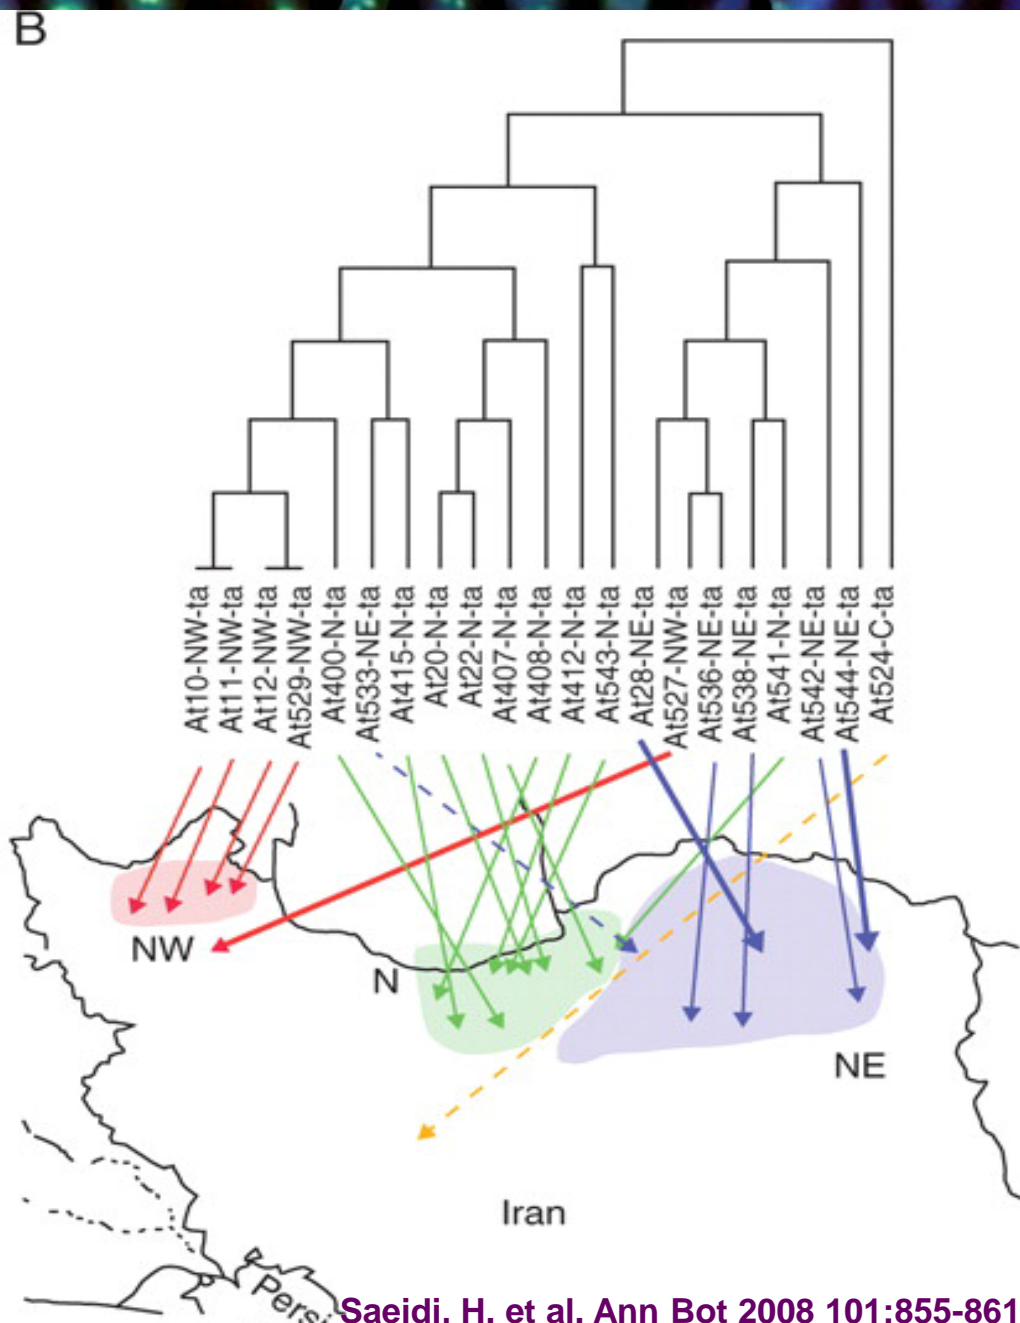 B
At10-NW-ta
At11-NW-ta
At12-NW-ta
At529-NW-ta
At400-N-ta
At533-NE-ta
At415-N-ta
At20-N-ta
At22-N-ta
At407-N-ta
At408-N-ta
At412-N-ta
At543-N-ta
At28-NE-ta
At527-NW-ta
At536-NE-ta
At538-NE-ta
At541-N-ta
At542-NE-ta
At544-NE-ta
At524-C-ta
NW
N
NE
Iran
Persi
Saeidi, H. et al. Ann Bot 2008 101:855-861